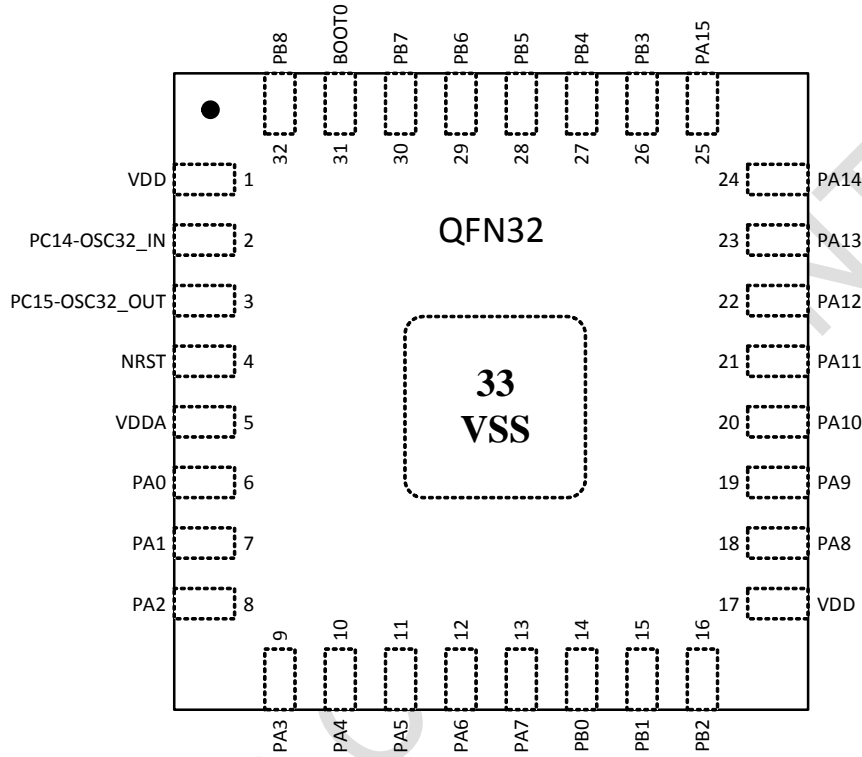 PB8 BOOT0 PB7 PB6 PB5 PB4 PB3 PA15
32 31 30 29 28 27 26 25
VDD 1 24 PA14
PC14-OSC32_IN 2 QFN32 23 PA13
PC15-OSC32_OUT 3 22 PA12
NRST 4 33 21 PA11
VDDA 5 VSS 20 PA10
PA0 6 19 PA9
PA1 7 18 PA8
PA2 8 17 VDD
9 10 11 12 13 14 15 16
PA3 PA4 PA5 PA6 PA7 PB0 PB1 PB2